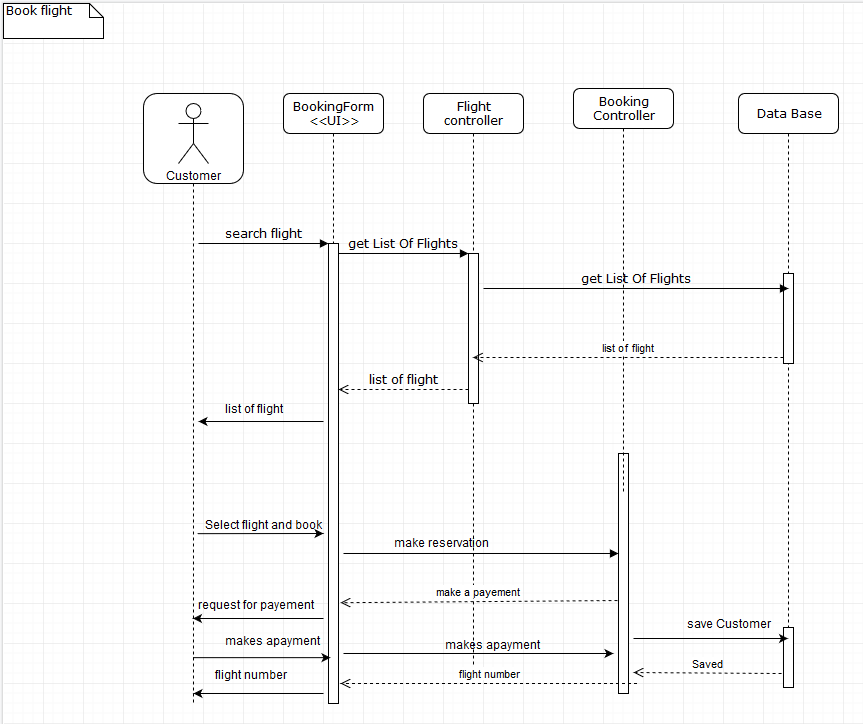 Book flight
BookingForm
<<UI>>
Flight
controller
Booking
Controller
Data Base
Customer
search flight
get List Of Flights
get List Of Flights
list of flight
list of flight
list of flight
Select flight and book
make reservation
make a payement
request for payement
save Customer
makes apayment
makes apayment
Saved
flight number
flight number